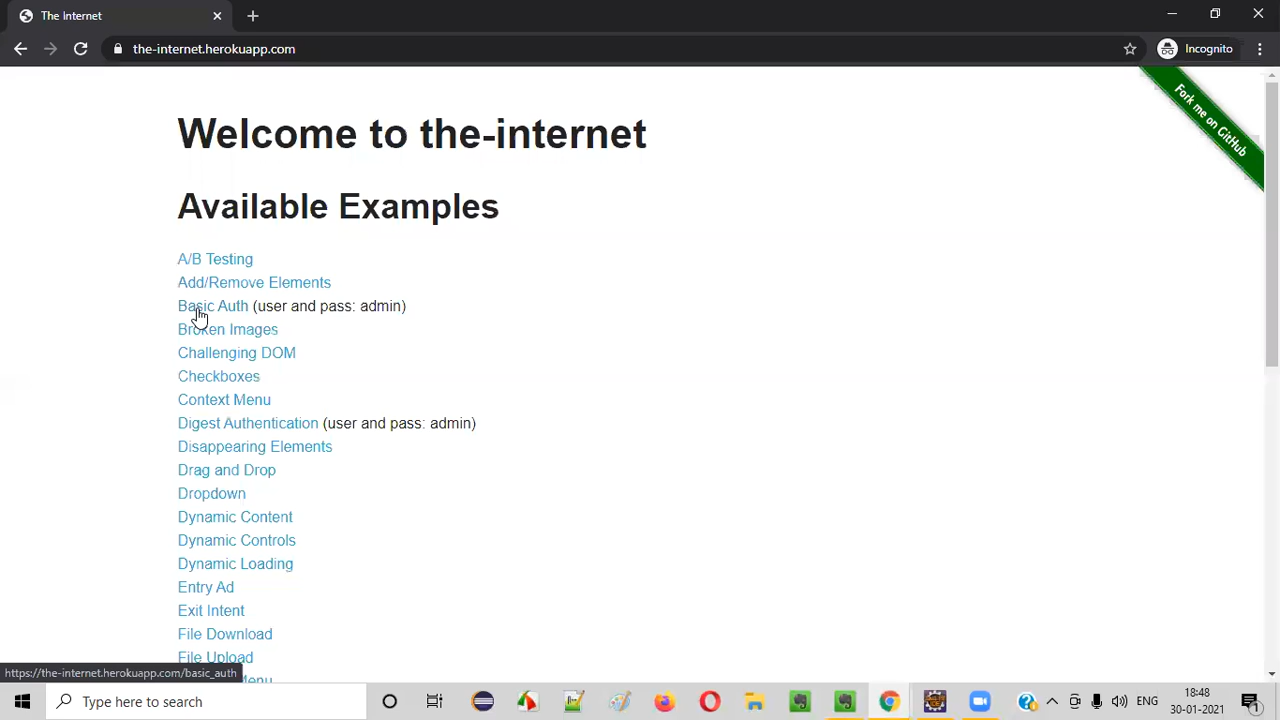 The Internet
the-internet.herokuapp.com
Incognito
Fork me on GitHub
Welcome to the-internet
Available Examples
A/B Testing
Add/Remove Elements
Basic Auth (user and pass: admin)
Broken Images
Challenging DOM
Checkboxes
Context Menu
Digest Authentication (user and pass: admin)
Disappearing Elements
Drag and Drop
Dropdown
Dynamic Content
Dynamic Controls
Dynamic Loading
Entry Ad
Exit Intent
File Download
File Upload
https://the-internet.herokuapp.com/basic_auth
Menu
Type here to search
ENG
18:48
30-01-2021
1